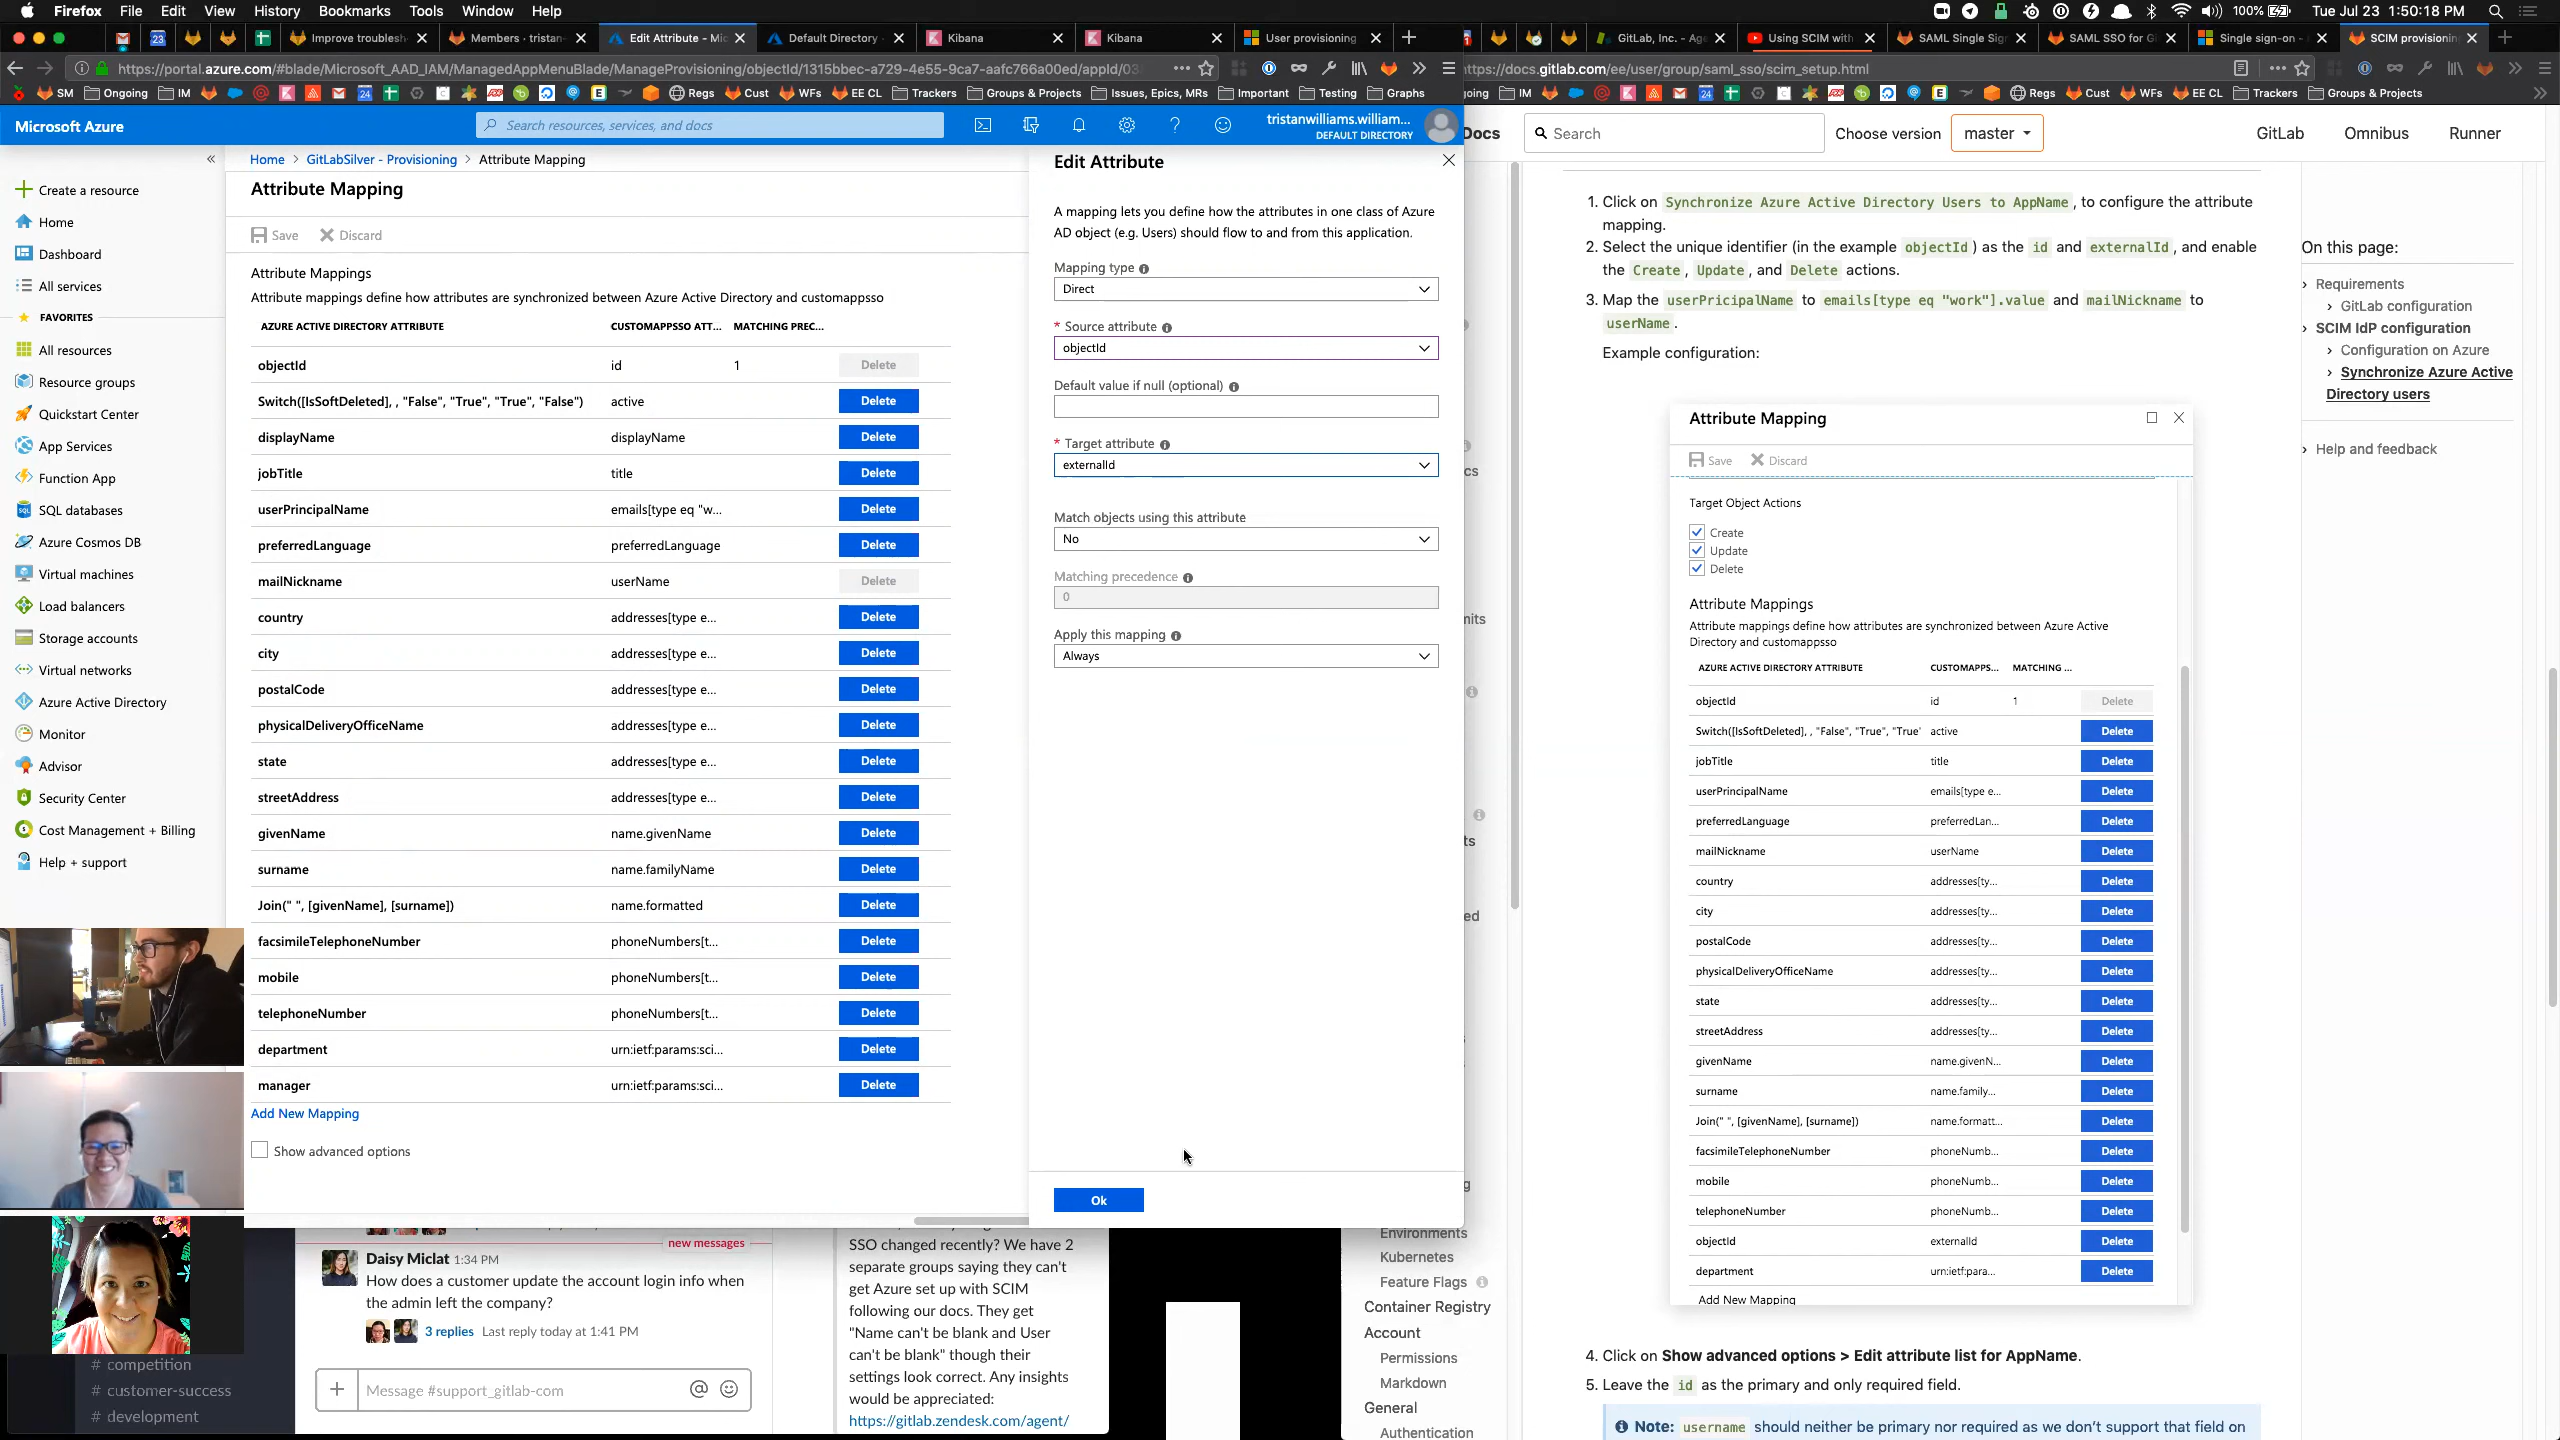 Firefox File Edit View History Bookmarks Tools Window Help
100% Tue Jul 23 1:50:18 PM
Improve troublesh
Members · tristan-
Edit Attribute - Mic
Default Directory
Kibana
Kibana
User provisioning
GitLab, Inc. - Age
Using SCIM with
SAML Single Sig
SAML SSO for G
Single sign-on -
SCIM provisionin
https://portal.azure.com/#blade/Microsoft_AAD_IAM/ManagedAppMenuBlade/ManageProvisioning/objectId/1315bbec-a729-4e55-9ca7-aafc766a00ed/appId/03
https://docs.gitlab.com/ee/user/group/saml_sso/scim_setup.html
SM Ongoing IM Regs Cust WFs EE CL Trackers Groups & Projects Issues, Epics, MRs Important Testing Graphs
going IM Regs Cust WFs EE CL Trackers Groups & Projects
Microsoft Azure
Search resources, services, and docs
tristanwilliams.william...
DEFAULT DIRECTORY
Create a resource
Home
Dashboard
All services
FAVORITES
All resources
Resource groups
Quickstart Center
App Services
Function App
SQL databases
Azure Cosmos DB
Virtual machines
Load balancers
Storage accounts
Virtual networks
Azure Active Directory
Monitor
Advisor
Security Center
Cost Management + Billing
Help + support
Home > GitLabSilver - Provisioning > Attribute Mapping
Attribute Mapping
Save Discard
Attribute Mappings
Attribute mappings define how attributes are synchronized between Azure Active Directory and customappsso
AZURE ACTIVE DIRECTORY ATTRIBUTE CUSTOMAPPSSO ATT... MATCHING PREC...
objectId id 1 Delete
Switch([IsSoftDeleted], , "False", "True", "True", "False") active Delete
displayName displayName Delete
jobTitle title Delete
userPrincipalName emails[type eq "w... Delete
preferredLanguage preferredLanguage Delete
mailNickname userName Delete
country addresses[type e... Delete
city addresses[type e... Delete
postalCode addresses[type e... Delete
physicalDeliveryOfficeName addresses[type e... Delete
state addresses[type e... Delete
streetAddress addresses[type e... Delete
givenName name.givenName Delete
surname name.familyName Delete
Join(" ", [givenName], [surname]) name.formatted Delete
facsimileTelephoneNumber phoneNumbers[t... Delete
mobile phoneNumbers[t... Delete
telephoneNumber phoneNumbers[t... Delete
department urn:ietf:params:sci... Delete
manager urn:ietf:params:sci... Delete
Add New Mapping
Show advanced options
Edit Attribute
A mapping lets you define how the attributes in one class of Azure
AD object (e.g. Users) should flow to and from this application.
Mapping type
Direct
* Source attribute
objectId
Default value if null (optional)
* Target attribute
externalId
Match objects using this attribute
No
Matching precedence
0
Apply this mapping
Always
Ok
new messages
Daisy Miclat 1:34 PM
How does a customer update the account login info when
the admin left the company?
3 replies Last reply today at 1:41 PM
Message #support_gitlab-com
# competition
# customer-success
# development
SSO changed recently? We have 2
separate groups saying they can't
get Azure set up with SCIM
following our docs. They get
"Name can't be blank and User
can't be blank" though their
settings look correct. Any insights
would be appreciated:
https://gitlab.zendesk.com/agent/
Docs
Search
Choose version master
GitLab Omnibus Runner
cs
mits
ts
ed
g
Environments
Kubernetes
Feature Flags
Container Registry
Account
Permissions
Markdown
General
Authentication
1. Click on Synchronize Azure Active Directory Users to AppName, to configure the attribute
mapping.
2. Select the unique identifier (in the example objectId) as the id and externalId, and enable
the Create, Update, and Delete actions.
3. Map the userPricipalName to emails[type eq "work"].value and mailNickname to
userName.
Example configuration:
Attribute Mapping
Save Discard
Target Object Actions
Create
Update
Delete
Attribute Mappings
Attribute mappings define how attributes are synchronized between Azure Active
Directory and customappsso
AZURE ACTIVE DIRECTORY ATTRIBUTE CUSTOMAPPS... MATCHING ...
objectId id 1 Delete
Switch([IsSoftDeleted], , "False", "True", "True" active Delete
jobTitle title Delete
userPrincipalName emails[type e... Delete
preferredLanguage preferredLan... Delete
mailNickname userName Delete
country addresses[ty... Delete
city addresses[ty... Delete
postalCode addresses[ty... Delete
physicalDeliveryOfficeName addresses[ty... Delete
state addresses[ty... Delete
streetAddress addresses[ty... Delete
givenName name.givenN... Delete
surname name.family... Delete
Join(" ", [givenName], [surname]) name.formatt... Delete
facsimileTelephoneNumber phoneNumb... Delete
mobile phoneNumb... Delete
telephoneNumber phoneNumb... Delete
objectId externalId Delete
department urn:ietf:para... Delete
Add New Mapping
4. Click on Show advanced options > Edit attribute list for AppName.
5. Leave the id as the primary and only required field.
Note: username should neither be primary nor required as we don't support that field on
On this page:
Requirements
GitLab configuration
SCIM IdP configuration
Configuration on Azure
Synchronize Azure Active
Directory users
Help and feedback